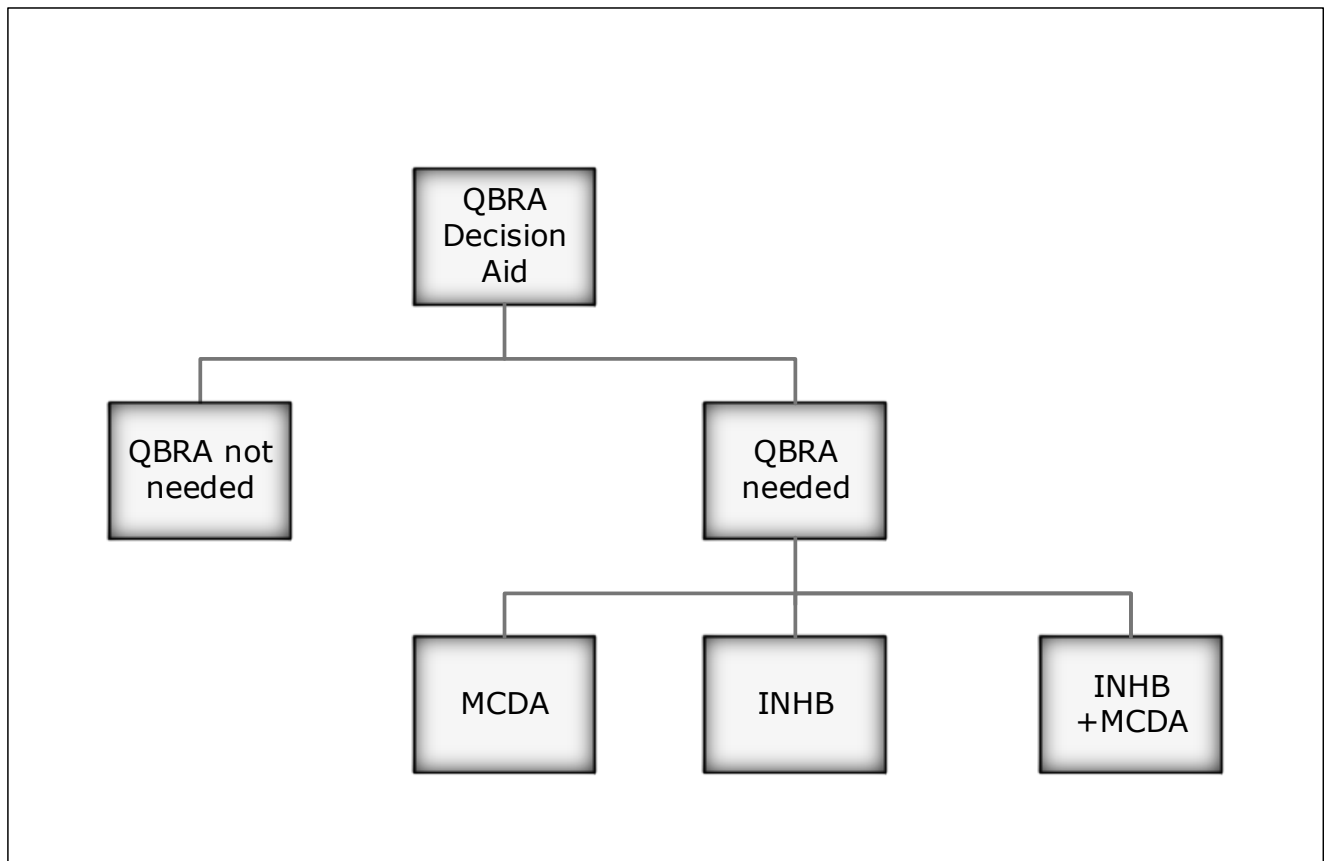 QBRA
Decision
Aid
QBRA not
needed
QBRA
needed
MCDA
INHB
INHB
+MCDA